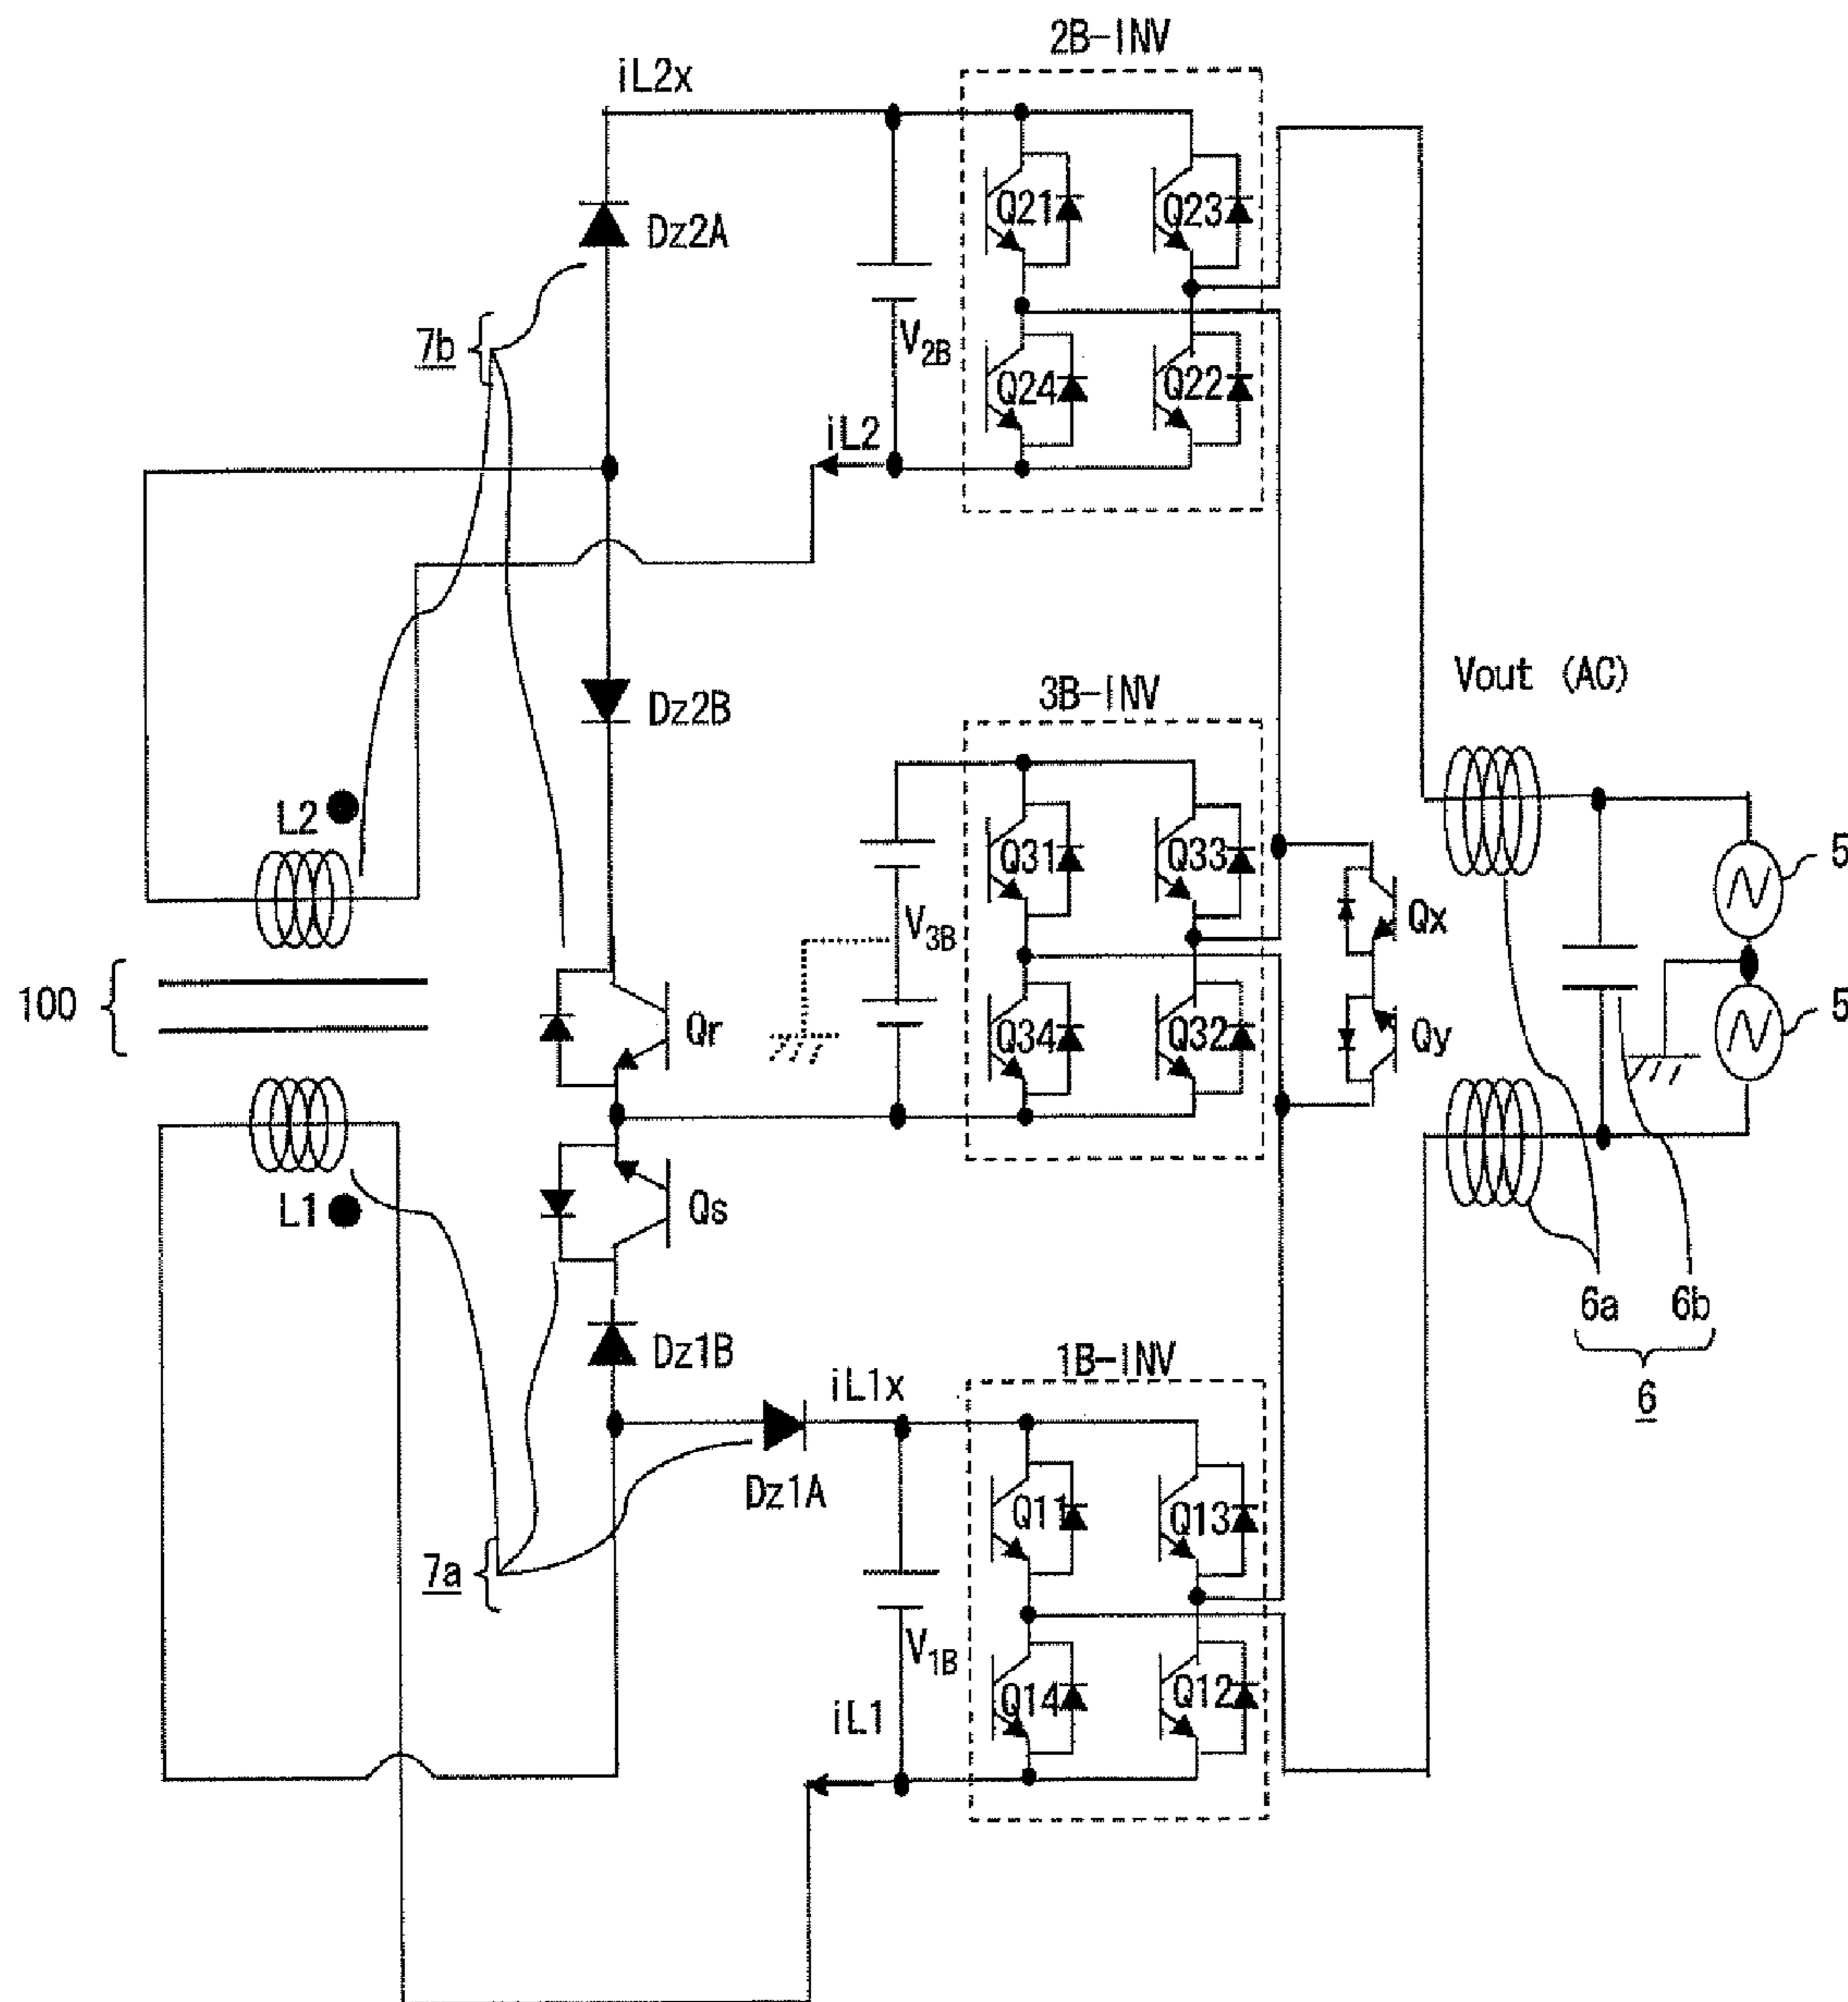 2B-INV
iL2x
Q21
Q23
Dz2A
7b
V2B
Q24
Q22
iL2
Dz2B
3B-INV
Vout (AC)
L2
Q31
Q33
5
V3B
Qx
100
Qr
Q34
Q32
Qy
5
L1
Qs
6a
6b
Dz1B
1B-INV
iL1x
6
Dz1A
Q11
Q13
7a
V1B
Q14
Q12
iL1